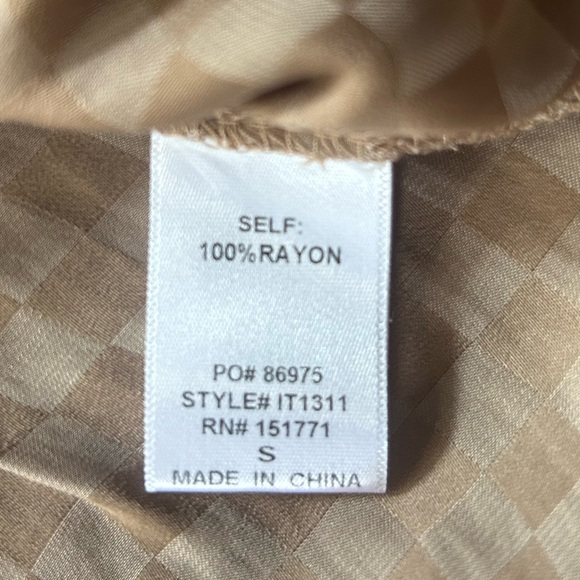 SELF:
100%RAYON
PO# 86975
STYLE# IT1311
RN# 151771
S
MADE IN CHINA